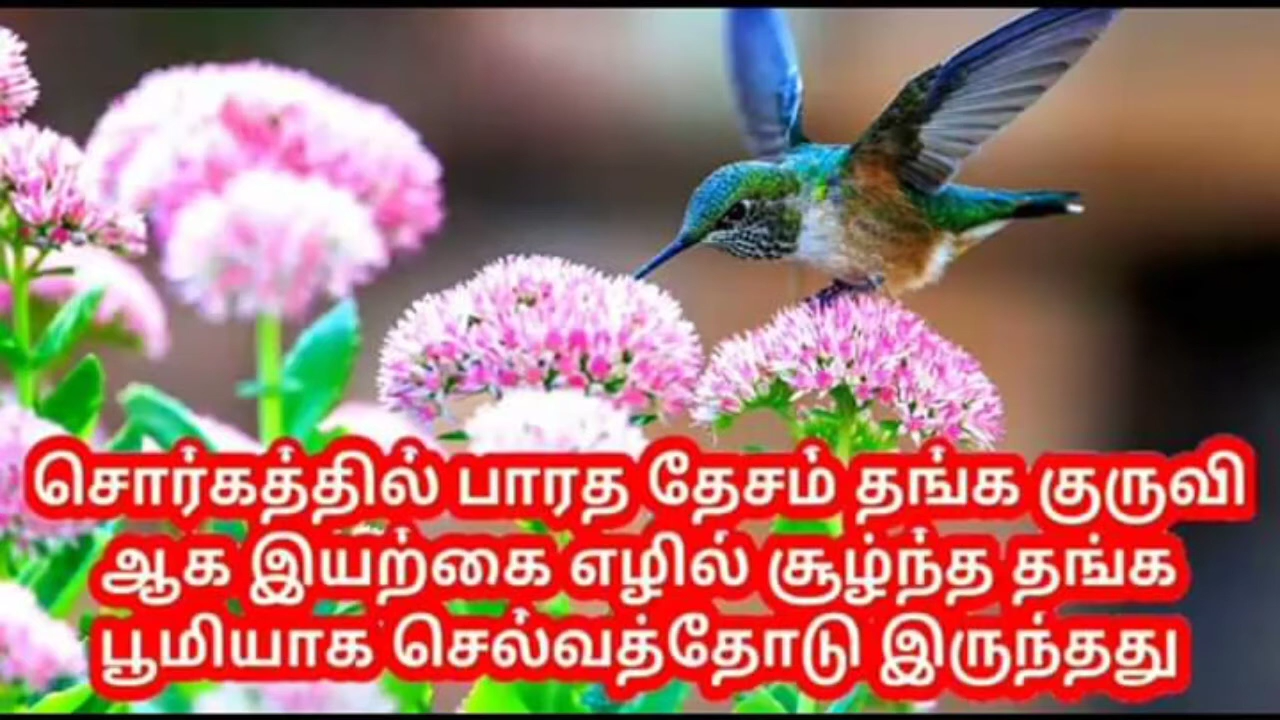 சொர்கத்தில் பாரத தேசம் தங்க குருவி
ஆக இயற்கை எழில் சூழ்ந்த தங்க
பூமியாக செல்வத்தோடு இருந்தது